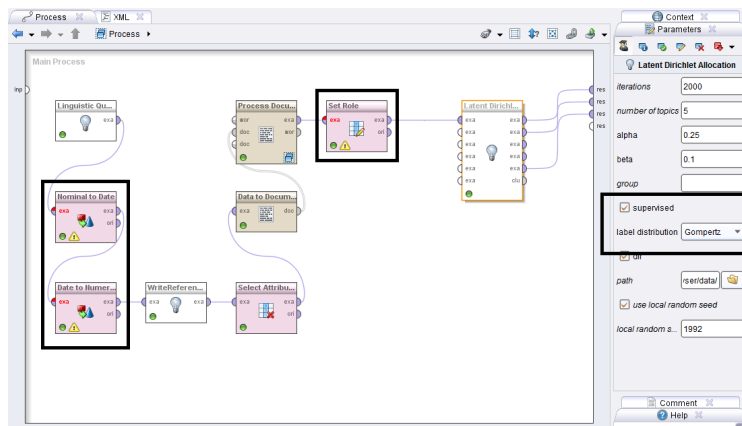 Process
XML
Process
Main Process
inp
Linguistic Qu...
exa
Nominal to Date
exa
exa
ori
Date to Numer...
exa
exa
ori
WriteReferen...
exa
exa
Select Attribu...
exa
exa
ori
Data to Docum...
exa
doc
Process Docu...
wor
exa
doc
wor
doc
Set Role
exa
exa
ori
Latent Dirichl...
exa
exa
exa
exa
exa
exa
exa
exa
exa
exa
exa
clu
res
res
res
res
Context
Parameters
Latent Dirichlet Allocation
iterations
2000
number of topics
5
alpha
0.25
beta
0.1
group
supervised
label distribution
Gompertz
dir
path
/ser/data/
use local random seed
local random s...
1992
Comment
Help